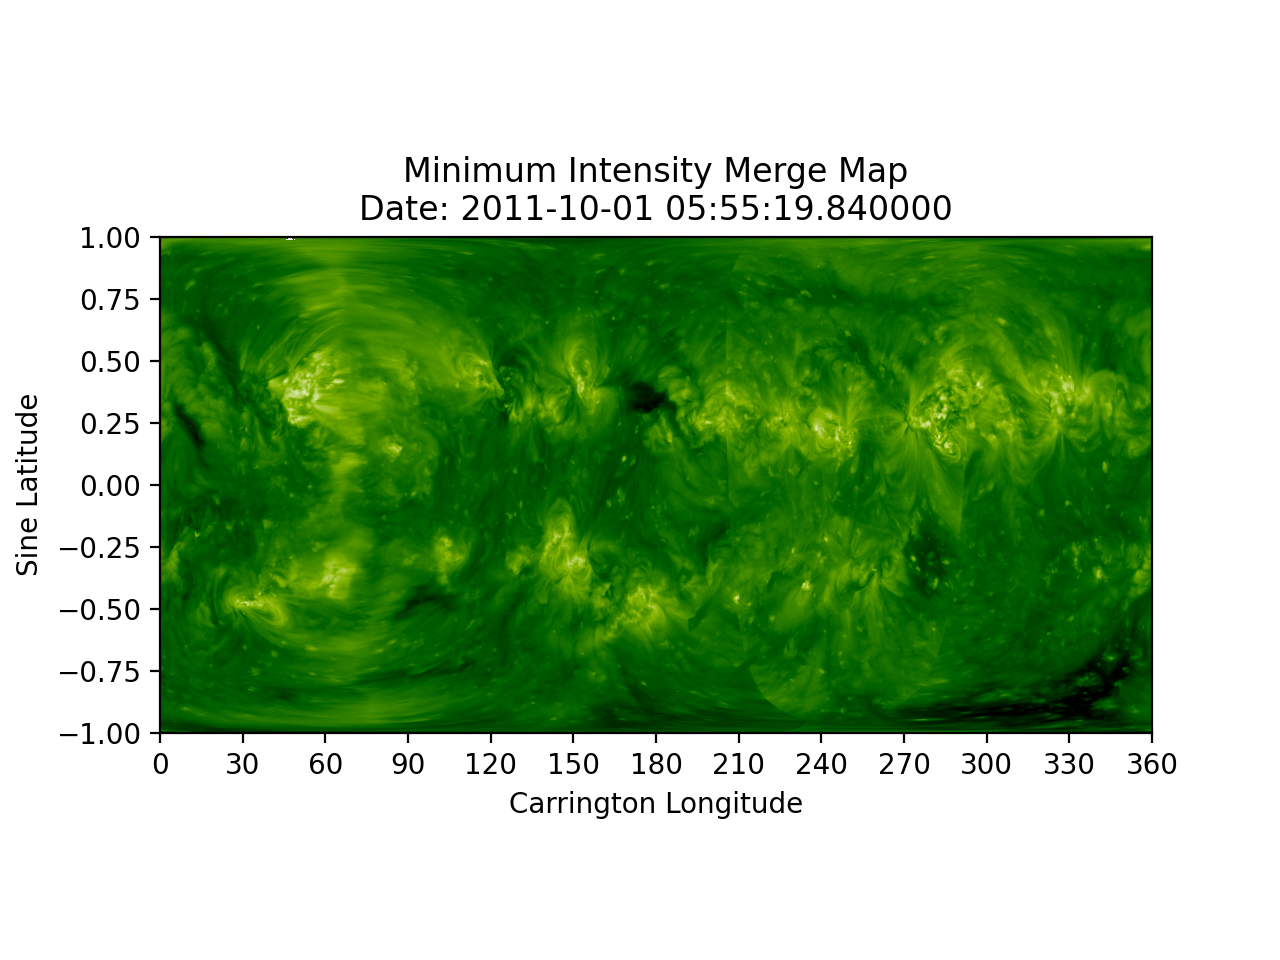 Minimum Intensity Merge Map
Date: 2011-10-01 05:55:19.840000
1.00
0.75
0.50
0.25
0.00
−0.25
−0.50
−0.75
−1.00
Sine Latitude
0 30 60 90 120 150 180 210 240 270 300 330 360
Carrington Longitude